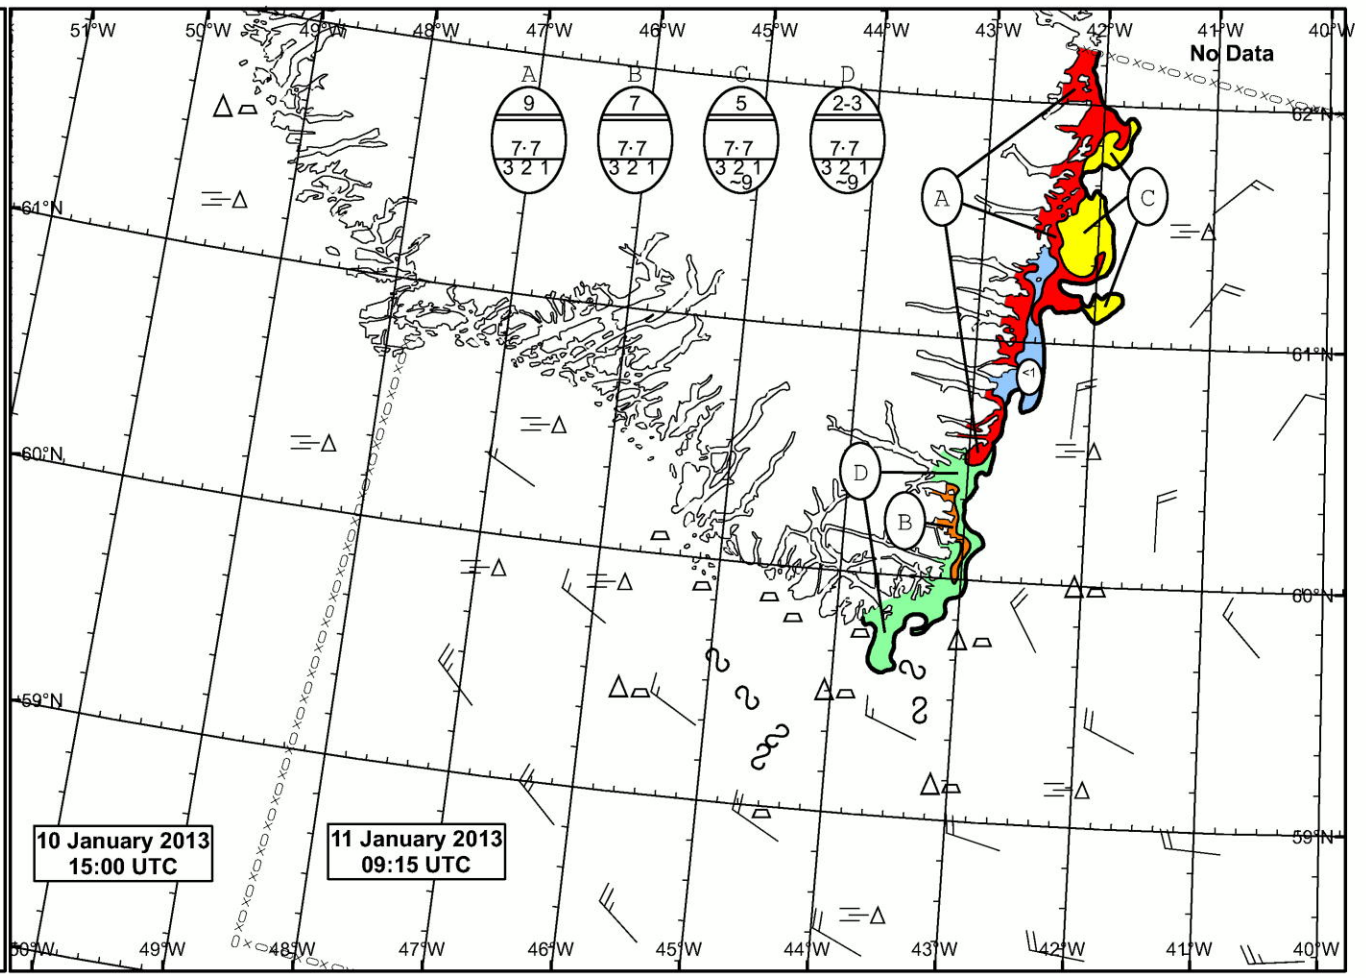 51°W 50°W 49°W 48°W 47°W 46°W 45°W 44°W 43°W 42°W 41°W 40°W
No Data
A B C D
9 7 5 2-3
7·7 7·7 7·7 7·7
3 2 1 3 2 1 3 2 1 3 2 1
~9 ~9
62°N
A C
61°N
61°N
<1
60°N
D
B
60°N
59°N
10 January 2013
15:00 UTC
11 January 2013
09:15 UTC
59°N
50°W 49°W 48°W 47°W 46°W 45°W 44°W 43°W 42°W 41°W 40°W